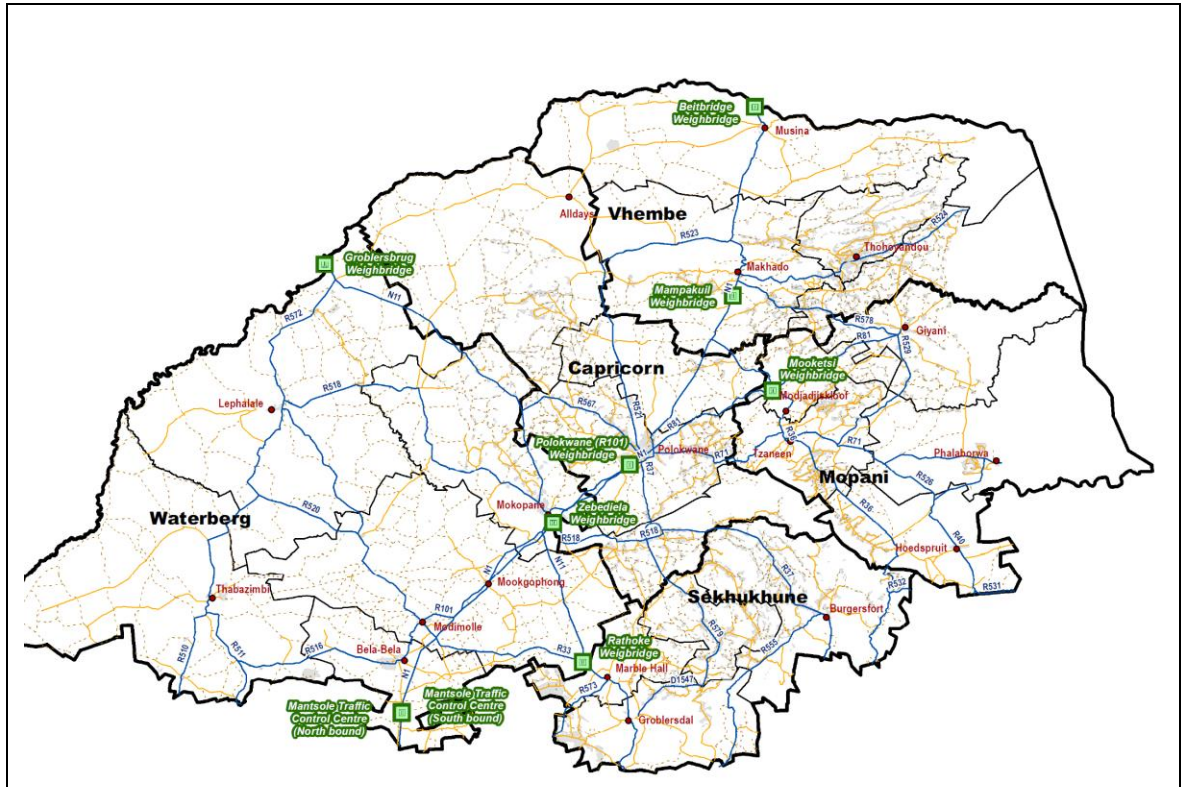 Beitbridge
Weighbridge
Musina
Alldays
Vhembe
R523
R524
Thohoyandou
Groblersbrug
Weighbridge
Makhado
N11
Mampakuil
Weighbridge
N1
R572
R578
Giyani
R81
R529
Capricorn
Mooketsi
Weighbridge
Modjadjiskloof
R518
Lephalale
R567
R521
R81
R36
Polokwane (R101)
Weighbridge
N1
Polokwane
R71
Tzaneen
R71
Phalaborwa
R37
R526
Mopani
Mokopane
Zebediela
Weighbridge
Waterberg
R520
R518
R518
R36
R40
Hoedspruit
N1
N11
Mookgophong
R37
R532
R531
Thabazimbi
Sekhukhune
R101
Modimolle
Burgersfort
R579
Rathoke
Weigbridge
R33
R555
R510
R511
R516
Bela-Bela
N1
Marble Hall
R573
D1547
Mantsole Traffic
Control Centre
(North bound)
Mantsole Traffic
Control Centre
(South bound)
Groblersdal